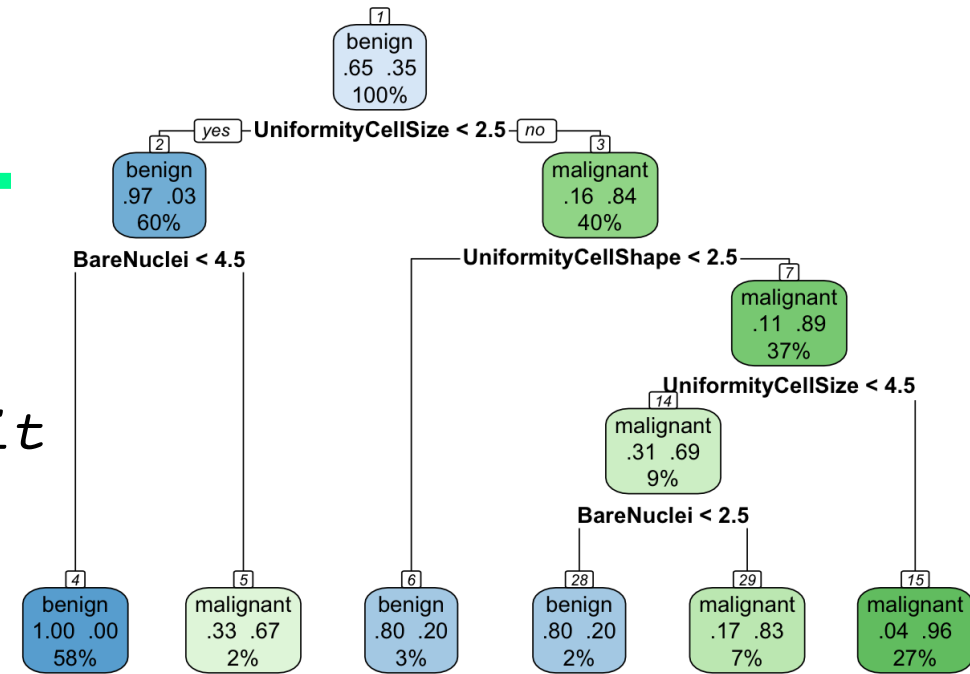 1
benign
.65 .35
100%
yes UniformityCellSize < 2.5 no
2
benign
.97 .03
60%
3
malignant
.16 .84
40%
BareNuclei < 4.5
UniformityCellShape < 2.5
7
malignant
.11 .89
37%
UniformityCellSize < 4.5
14
malignant
.31 .69
9%
it
BareNuclei < 2.5
4
benign
1.00 .00
58%
5
malignant
.33 .67
2%
6
benign
.80 .20
3%
28
benign
.80 .20
2%
29
malignant
.17 .83
7%
15
malignant
.04 .96
27%